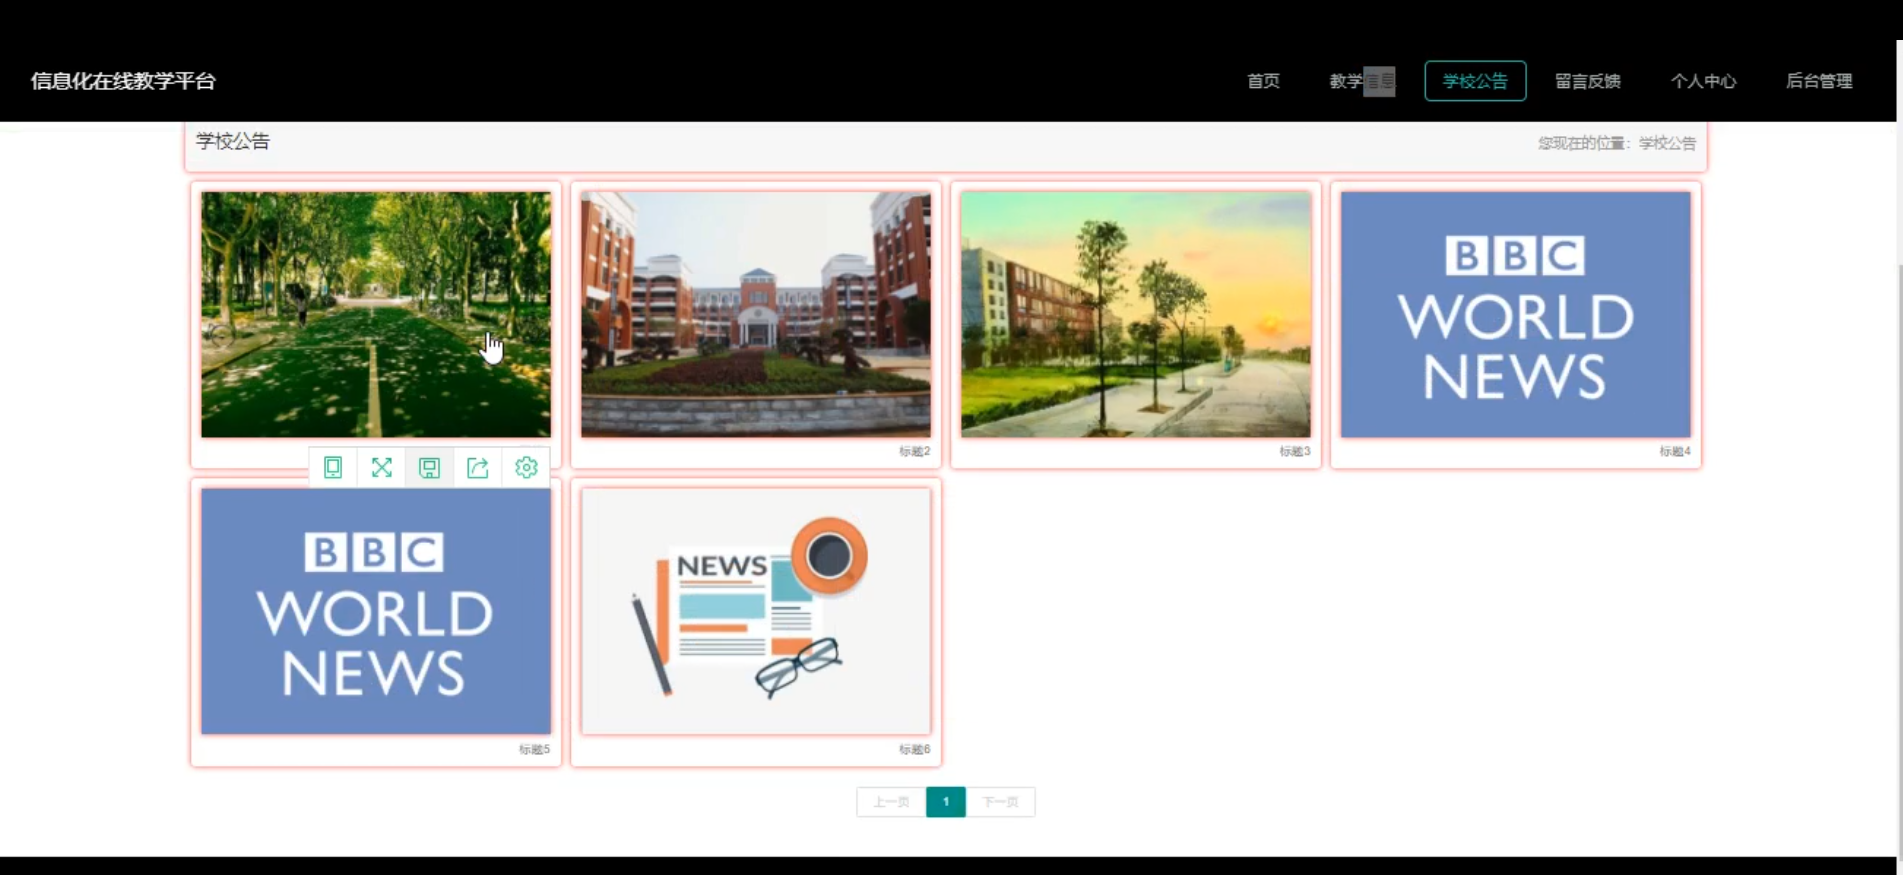 信息化在线教学平台
首页
教学信息
学校公告
留言反馈
个人中心
后台管理
学校公告
您现在的位置：学校公告
BBC
WORLD
NEWS
标题2
标题3
标题4
BBC
WORLD
NEWS
NEWS
标题5
标题6
上一页
1
下一页